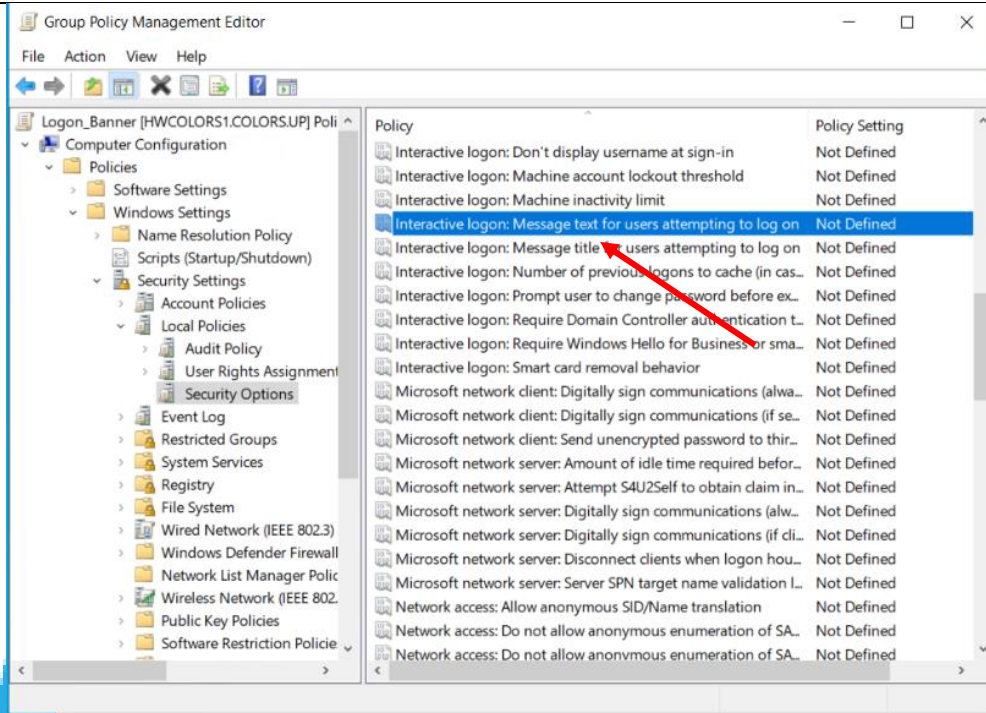 Group Policy Management Editor
File Action View Help
Logon_Banner [HWCOLORS1.COLORS.UP] Poli
Computer Configuration
Policies
Software Settings
Windows Settings
Name Resolution Policy
Scripts (Startup/Shutdown)
Security Settings
Account Policies
Local Policies
Audit Policy
User Rights Assignment
Security Options
Event Log
Restricted Groups
System Services
Registry
File System
Wired Network (IEEE 802.3)
Windows Defender Firewall
Network List Manager Polic
Wireless Network (IEEE 802.
Public Key Policies
Software Restriction Policie
Policy Policy Setting
Interactive logon: Don't display username at sign-in Not Defined
Interactive logon: Machine account lockout threshold Not Defined
Interactive logon: Machine inactivity limit Not Defined
Interactive logon: Message text for users attempting to log on Not Defined
Interactive logon: Message title for users attempting to log on Not Defined
Interactive logon: Number of previous logons to cache (in cas... Not Defined
Interactive logon: Prompt user to change password before ex... Not Defined
Interactive logon: Require Domain Controller authentication t... Not Defined
Interactive logon: Require Windows Hello for Business or sma... Not Defined
Interactive logon: Smart card removal behavior Not Defined
Microsoft network client: Digitally sign communications (alwa... Not Defined
Microsoft network client: Digitally sign communications (if se... Not Defined
Microsoft network client: Send unencrypted password to thir... Not Defined
Microsoft network server: Amount of idle time required befor... Not Defined
Microsoft network server: Attempt S4U2Self to obtain claim in... Not Defined
Microsoft network server: Digitally sign communications (alw... Not Defined
Microsoft network server: Digitally sign communications (if cli... Not Defined
Microsoft network server: Disconnect clients when logon hou... Not Defined
Microsoft network server: Server SPN target name validation l... Not Defined
Network access: Allow anonymous SID/Name translation Not Defined
Network access: Do not allow anonymous enumeration of SA... Not Defined
Network access: Do not allow anonymous enumeration of SA... Not Defined